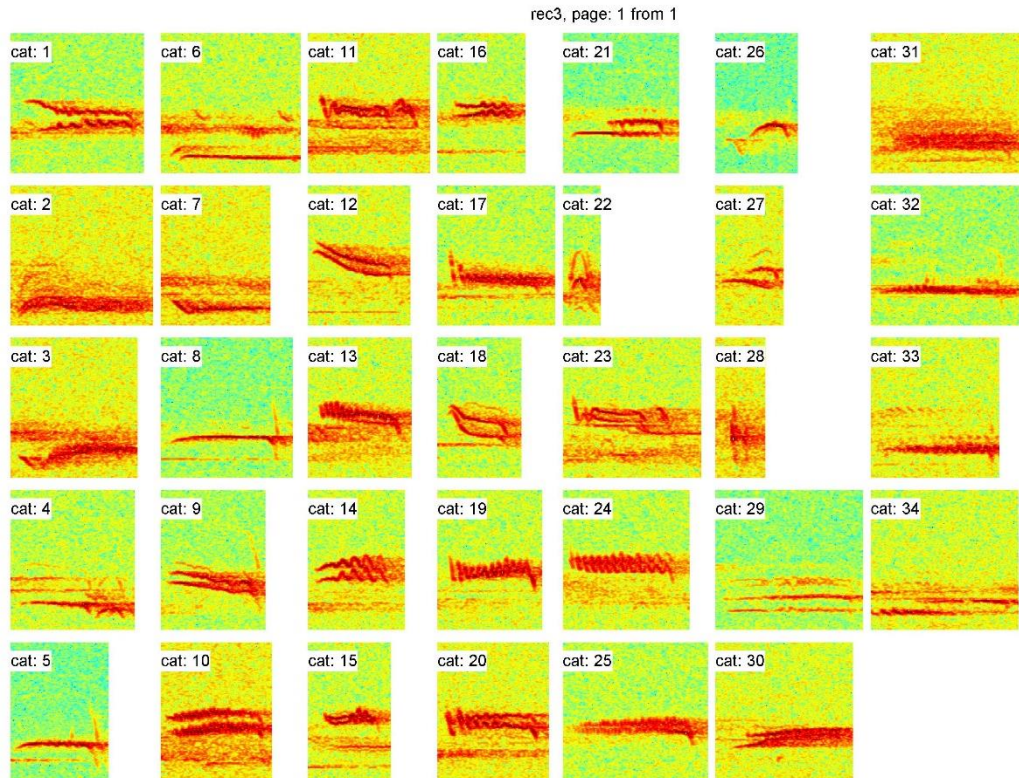 rec3, page: 1 from 1
cat: 1
cat: 6
cat: 11
cat: 16
cat: 21
cat: 26
cat: 31
cat: 2
cat: 7
cat: 12
cat: 17
cat: 22
cat: 27
cat: 32
cat: 3
cat: 8
cat: 13
cat: 18
cat: 23
cat: 28
cat: 33
cat: 4
cat: 9
cat: 14
cat: 19
cat: 24
cat: 29
cat: 34
cat: 5
cat: 10
cat: 15
cat: 20
cat: 25
cat: 30